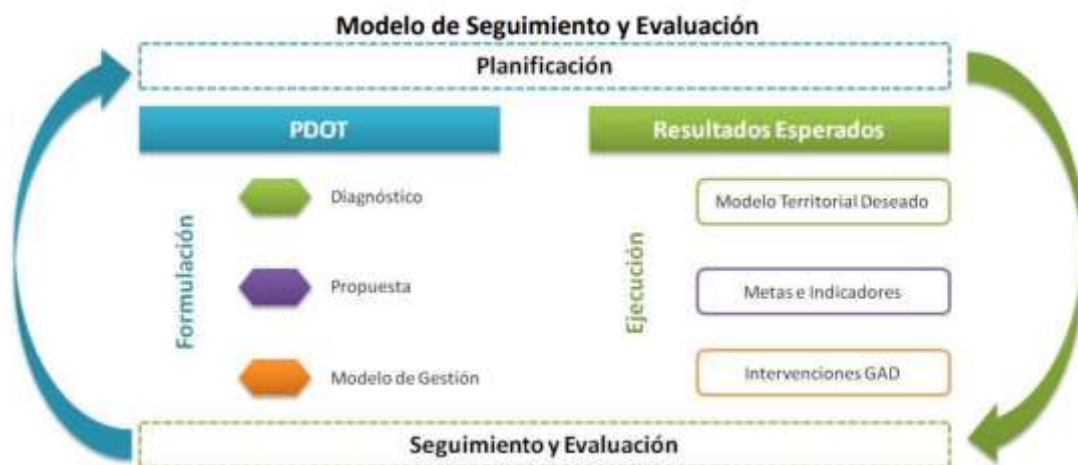 Modelo de Seguimiento y Evaluación
Planificación
PDOT
Resultados Esperados
Formulación
Diagnóstico
Propuesta
Modelo de Gestión
Ejecución
Modelo Territorial Deseado
Metas e Indicadores
Intervenciones GAD
Seguimiento y Evaluación